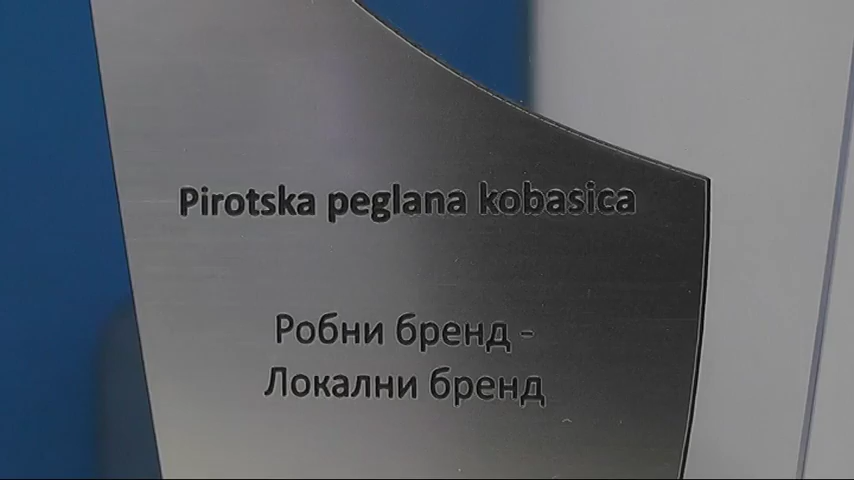 Pirotska peglana kobasica
Робни бренд -
Локални бренд